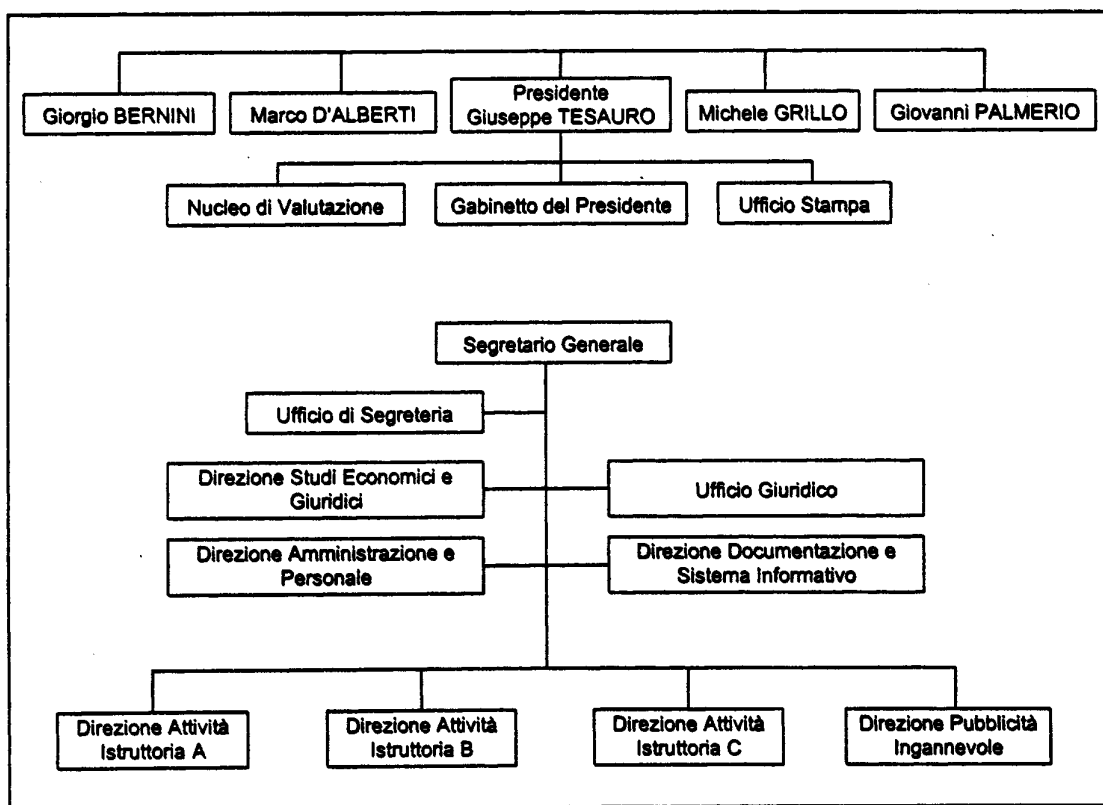 Giorgio BERNINI
Marco D'ALBERTI
Presidente
Giuseppe TESAURO
Michele GRILLO
Giovanni PALMERIO
Nucleo di Valutazione
Gabinetto del Presidente
Ufficio Stampa
Segretario Generale
Ufficio di Segreteria
Direzione Studi Economici e
Giuridici
Ufficio Giuridico
Direzione Amministrazione e
Personale
Direzione Documentazione e
Sistema Informativo
Direzione Attività
Istruttoria A
Direzione Attività
Istruttoria B
Direzione Attività
Istruttoria C
Direzione Pubblicità
Ingannevole